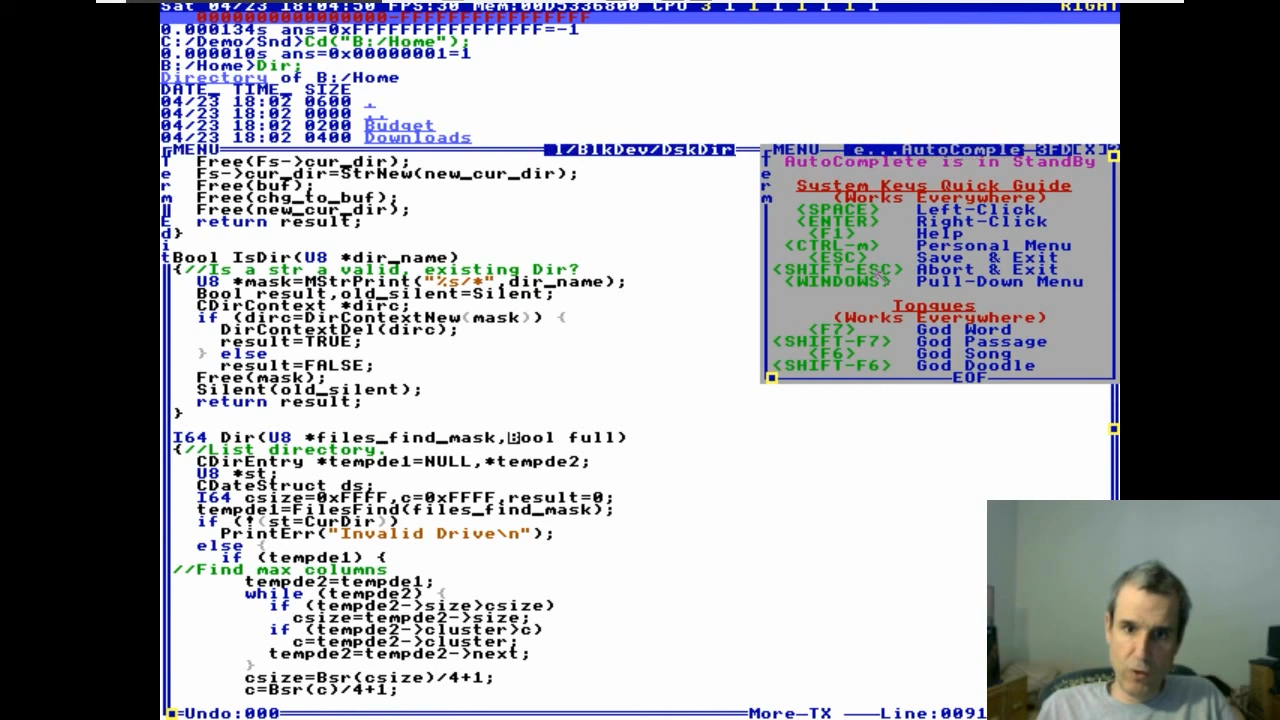 Sat 04/23 18:04:50 FPS:30 Mem:00D5336800 CPU 3 1 1 1 1 1 1 1 RIGHT
0000000000000000-FFFFFFFFFFFFFFFF
0.000134s ans=0xFFFFFFFFFFFFFFFF=-1
C:/Demo/Snd>Cd("B:/Home");
0.000010s ans=0x00000001=1
B:/Home>Dir;
Directory of B:/Home
DATE_ TIME_ SIZE
04/23 18:02 0600 .
04/23 18:02 0000 ..
04/23 18:02 0200 Budget
04/23 18:02 0400 Downloads
MENU l/BlkDev/DskDir
Free(Fs->cur_dir);
Fs->cur_dir=StrNew(new_cur_dir);
Free(buf);
Free(chg_to_buf);
Free(new_cur_dir);
return result;
}
Bool IsDir(U8 *dir_name)
{//Is a str a valid, existing Dir?
U8 *mask=MStrPrint("%s/*",dir_name);
Bool result,old_silent=Silent;
CDirContext *dirc;
if (dirc=DirContextNew(mask)) {
DirContextDel(dirc);
result=TRUE;
} else
result=FALSE;
Free(mask);
Silent(old_silent);
return result;
}
I64 Dir(U8 *files_find_mask,Bool full)
{//List directory.
CDirEntry *tempde1=NULL,*tempde2;
U8 *st;
CDateStruct ds;
I64 csize=0xFFFF,c=0xFFFF,result=0;
tempde1=FilesFind(files_find_mask);
if (!(st=CurDir))
PrintErr("Invalid Drive\n");
else {
if (tempde1) {
//Find max columns
tempde2=tempde1;
while (tempde2) {
if (tempde2->size>csize)
csize=tempde2->size;
if (tempde2->cluster>c)
c=tempde2->cluster;
tempde2=tempde2->next;
}
csize=Bsr(csize)/4+1;
c=Bsr(c)/4+1;
Undo:000 More-TX Line:0091
MENU e...AutoComple 3FD[X]
AutoComplete is in StandBy
System Keys Quick Guide
(Works Everywhere)
<SPACE> Left-Click
<ENTER> Right-Click
<F1> Help
<CTRL-m> Personal Menu
<ESC> Save & Exit
<SHIFT-ESC> Abort & Exit
<WINDOWS> Pull-Down Menu
Tongues
(Works Everywhere)
<F7> God Word
<SHIFT-F7> God Passage
<F6> God Song
<SHIFT-F6> God Doodle
EOF